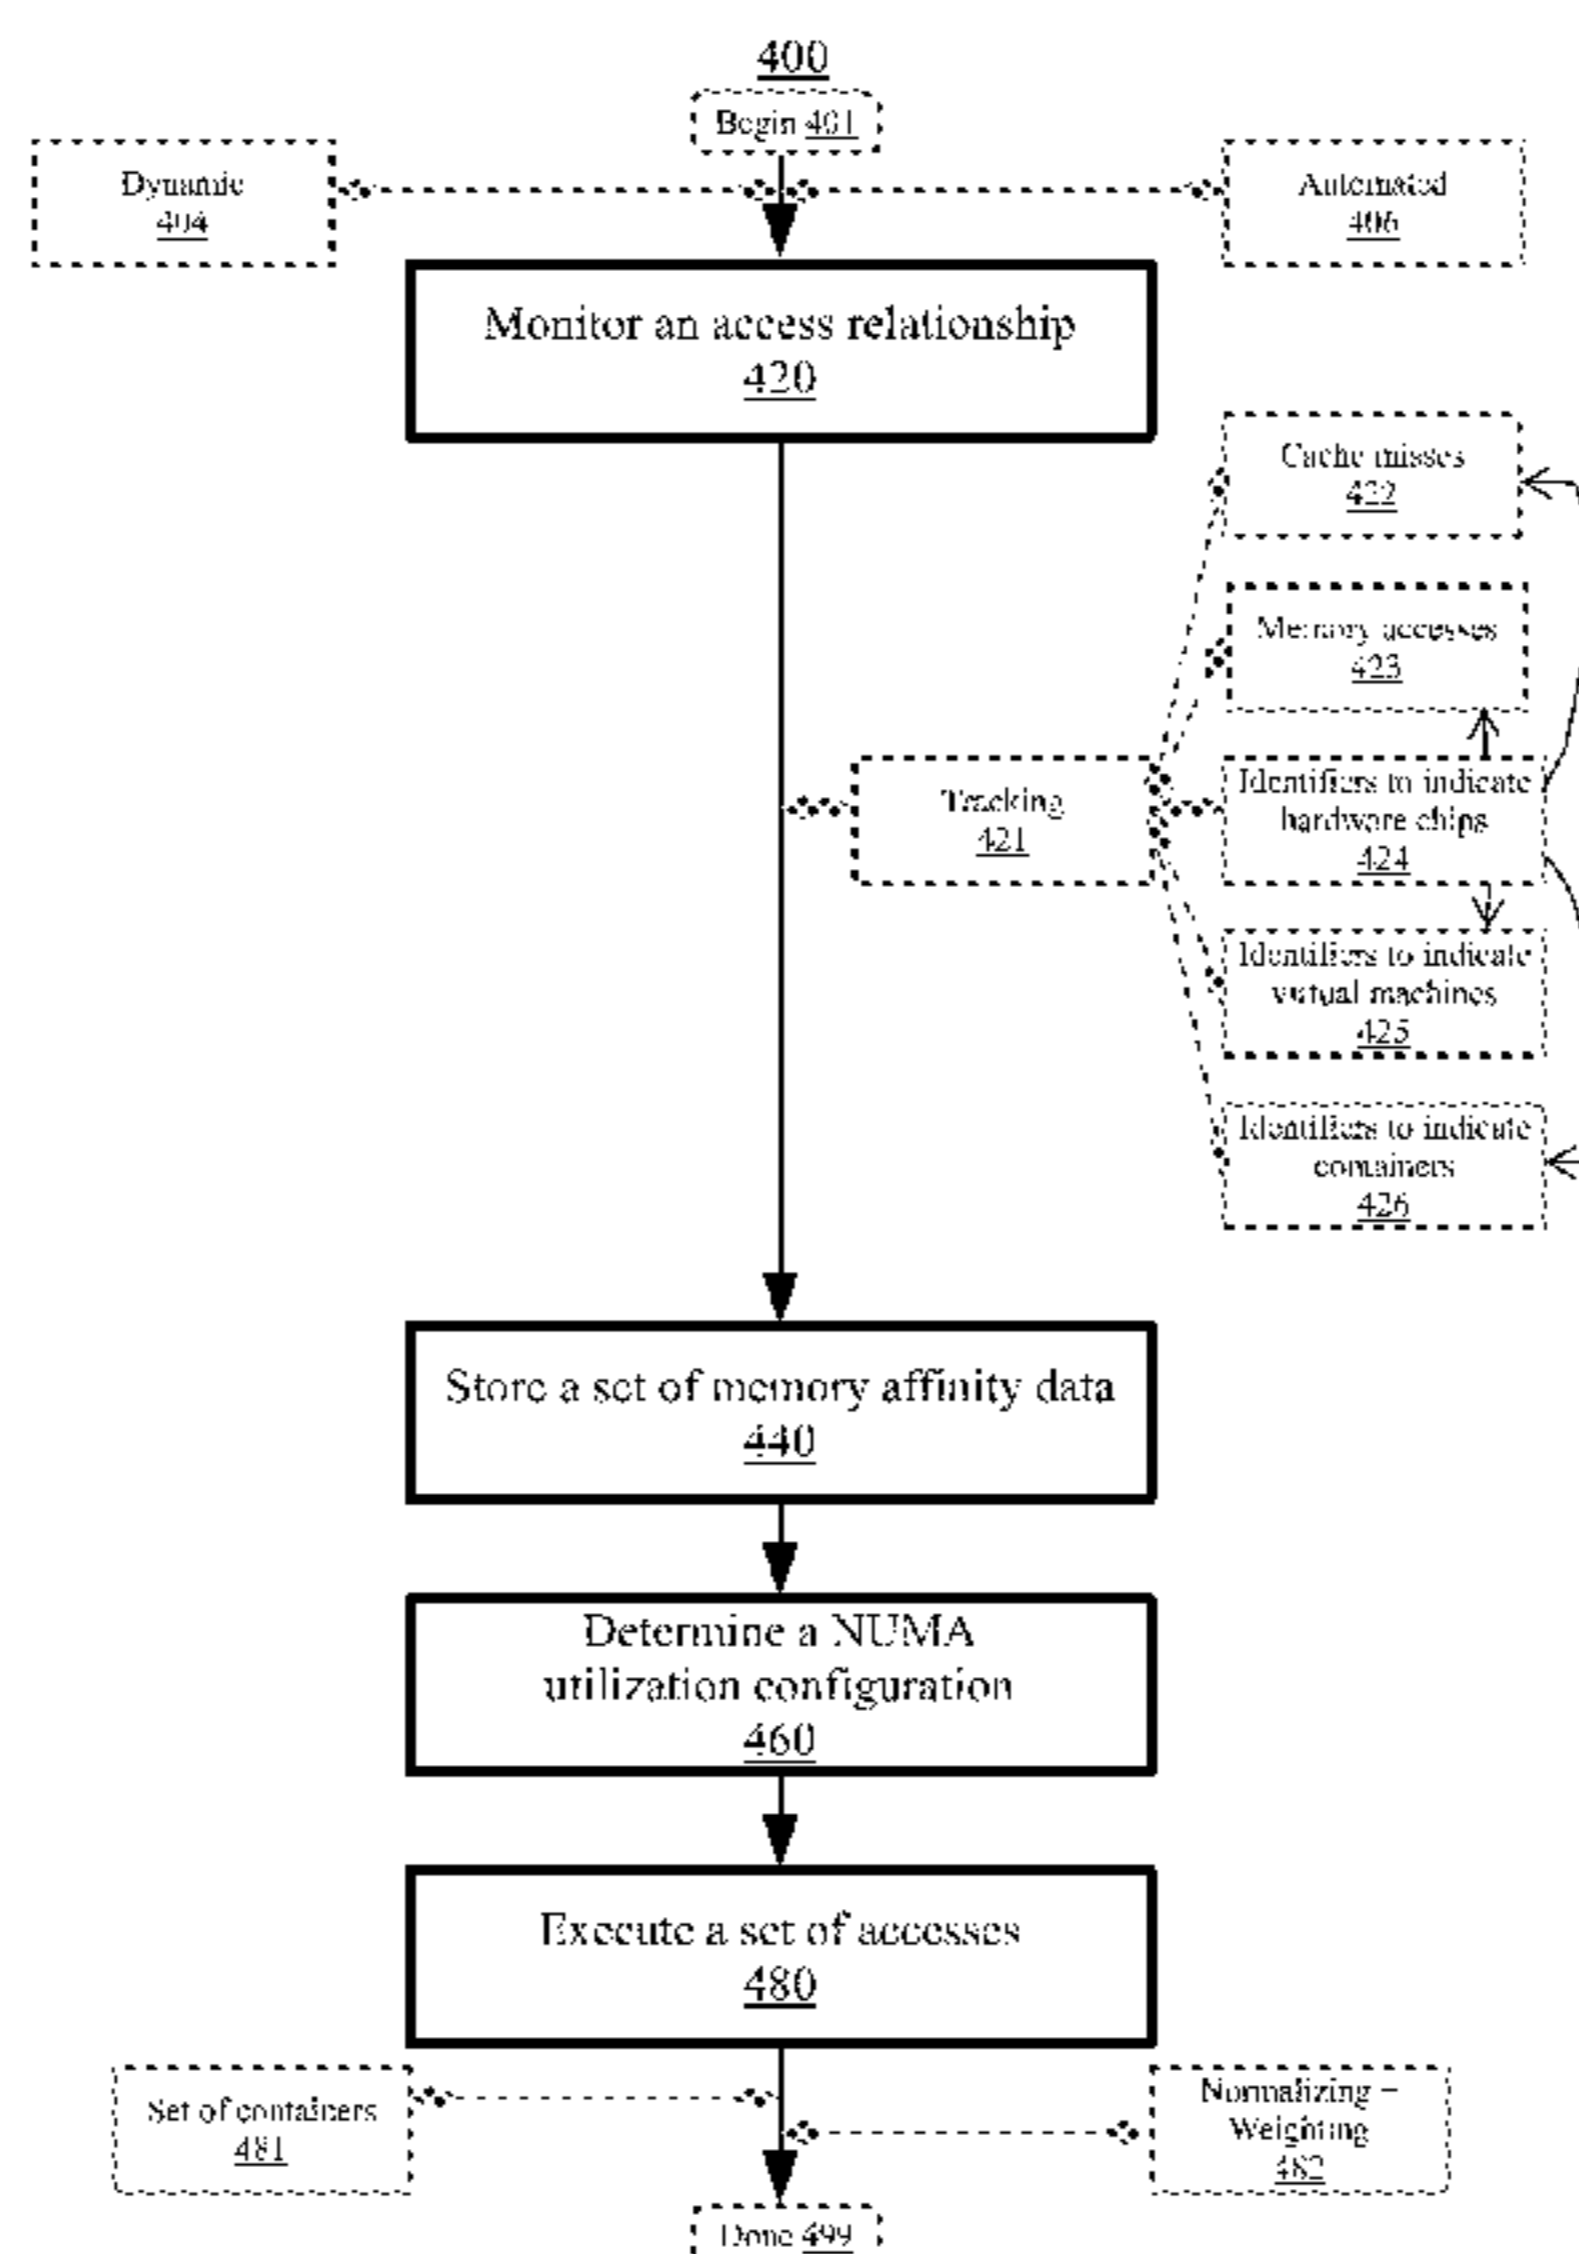 400
Begin 401
Dynamic
404
Automated
406
Monitor an access relationship
420
Cache misses
422
Memory accesses
423
Tracking
421
Identifiers to indicate
hardware chips
424
Identifiers to indicate
virtual machines
425
Identifiers to indicate
containers
426
Store a set of memory affinity data
440
Determine a NUMA
utilization configuration
460
Execute a set of accesses
480
Set of containers
481
Normalizing –
Weighting
482
Done 499